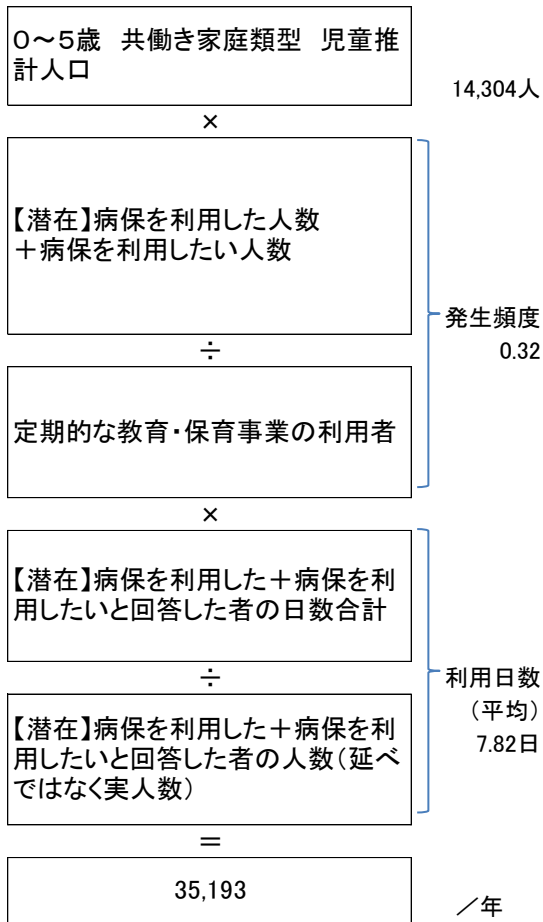 ０～５歳　共働き家庭類型　児童推
計人口
14,304人
×
【潜在】病保を利用した人数
＋病保を利用したい人数
発生頻度
0.32
÷
定期的な教育・保育事業の利用者
×
【潜在】病保を利用した＋病保を利
用したいと回答した者の日数合計
÷
利用日数
（平均）
7.82日
【潜在】病保を利用した＋病保を利
用したいと回答した者の人数（延べ
ではなく実人数）
＝
35,193
／年